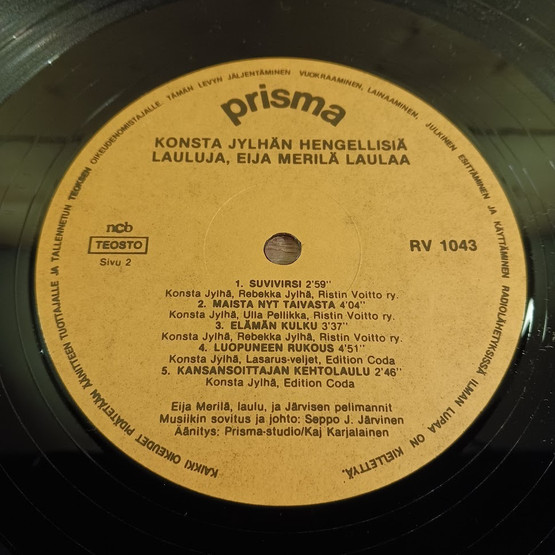 KAIKKI OIKEUDET PIDÄTETÄÄN ÄÄNITTEEN TUOTTAJALLE JA TALLENNETUN TEOKSEN OIKEUDENOMISTAJALLE. TÄMÄN LEVYN JÄLJENTÄMINEN VUOKRAAMINEN, LAINAAMINEN, JULKINEN ESITTÄMINEN JA KÄYTTÄMINEN RADIOLÄHETYKSISSÄ ILMAN LUPAA ON KIELLETTYÄ.
prisma
KONSTA JYLHÄN HENGELLISIÄ
LAULUJA, EIJA MERILÄ LAULAA
ncb
TEOSTO
Sivu 2
RV 1043
1. SUVIVIRSI 2'59"
Konsta Jylhä, Rebekka Jylhä, Ristin Voitto ry.
2. MAISTA NYT TAIVASTA 4'04"
Konsta Jylhä, Ulla Pellikka, Ristin Voitto ry.
3. ELÄMÄN KULKU 3'37"
Konsta Jylhä, Rebekka Jylhä, Ristin Voitto ry.
4. LUOPUNEEN RUKOUS 4'51"
Konsta Jylhä, Lasarus-veljet, Edition Coda
5. KANSANSOITTAJAN KEHTOLAULU 2'46"
Konsta Jylhä, Edition Coda
Eija Merilä, laulu, ja Järvisen pelimannit
Musiikin sovitus ja johto: Seppo J. Järvinen
Äänitys: Prisma-studio/Kaj Karjalainen